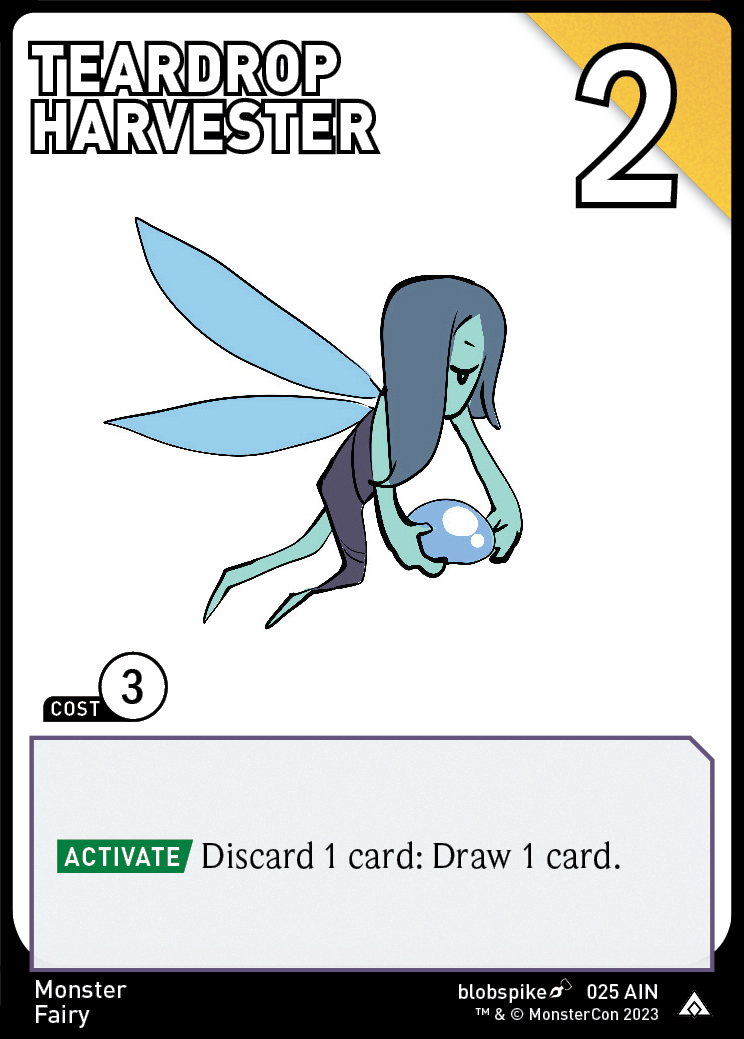 TEARDROP
HARVESTER
2
COST 3
ACTIVATE Discard 1 card: Draw 1 card.
Monster
Fairy
blobspike 025 AIN
™ & © MonsterCon 2023